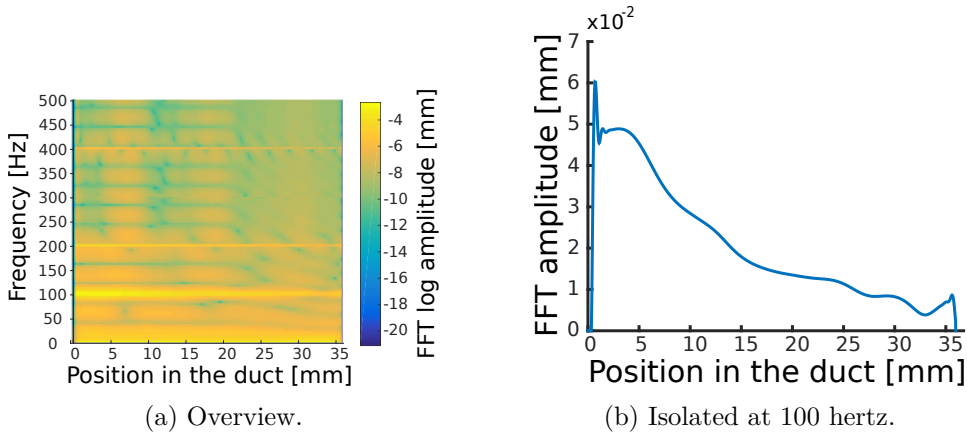 500
450
400
350
300
250
200
150
100
50
0
Frequency [Hz]
0 5 10 15 20 25 30 35
Position in the duct [mm]
-4
-6
-8
-10
-12
-14
-16
-18
-20
FFT log amplitude [mm]
(a) Overview.
x10-2
7
6
5
4
3
2
1
0
FFT amplitude [mm]
0 5 10 15 20 25 30 35
Position in the duct [mm]
(b) Isolated at 100 hertz.